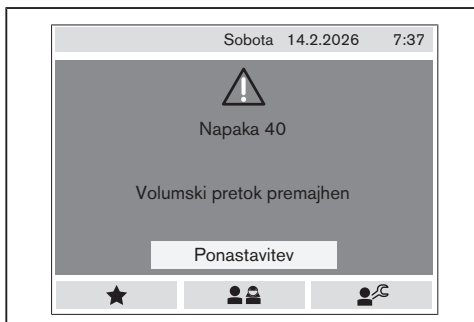 Sobota 14.2.2026 7:37
Napaka 40
Volumski pretok premajhen
Ponastavitev